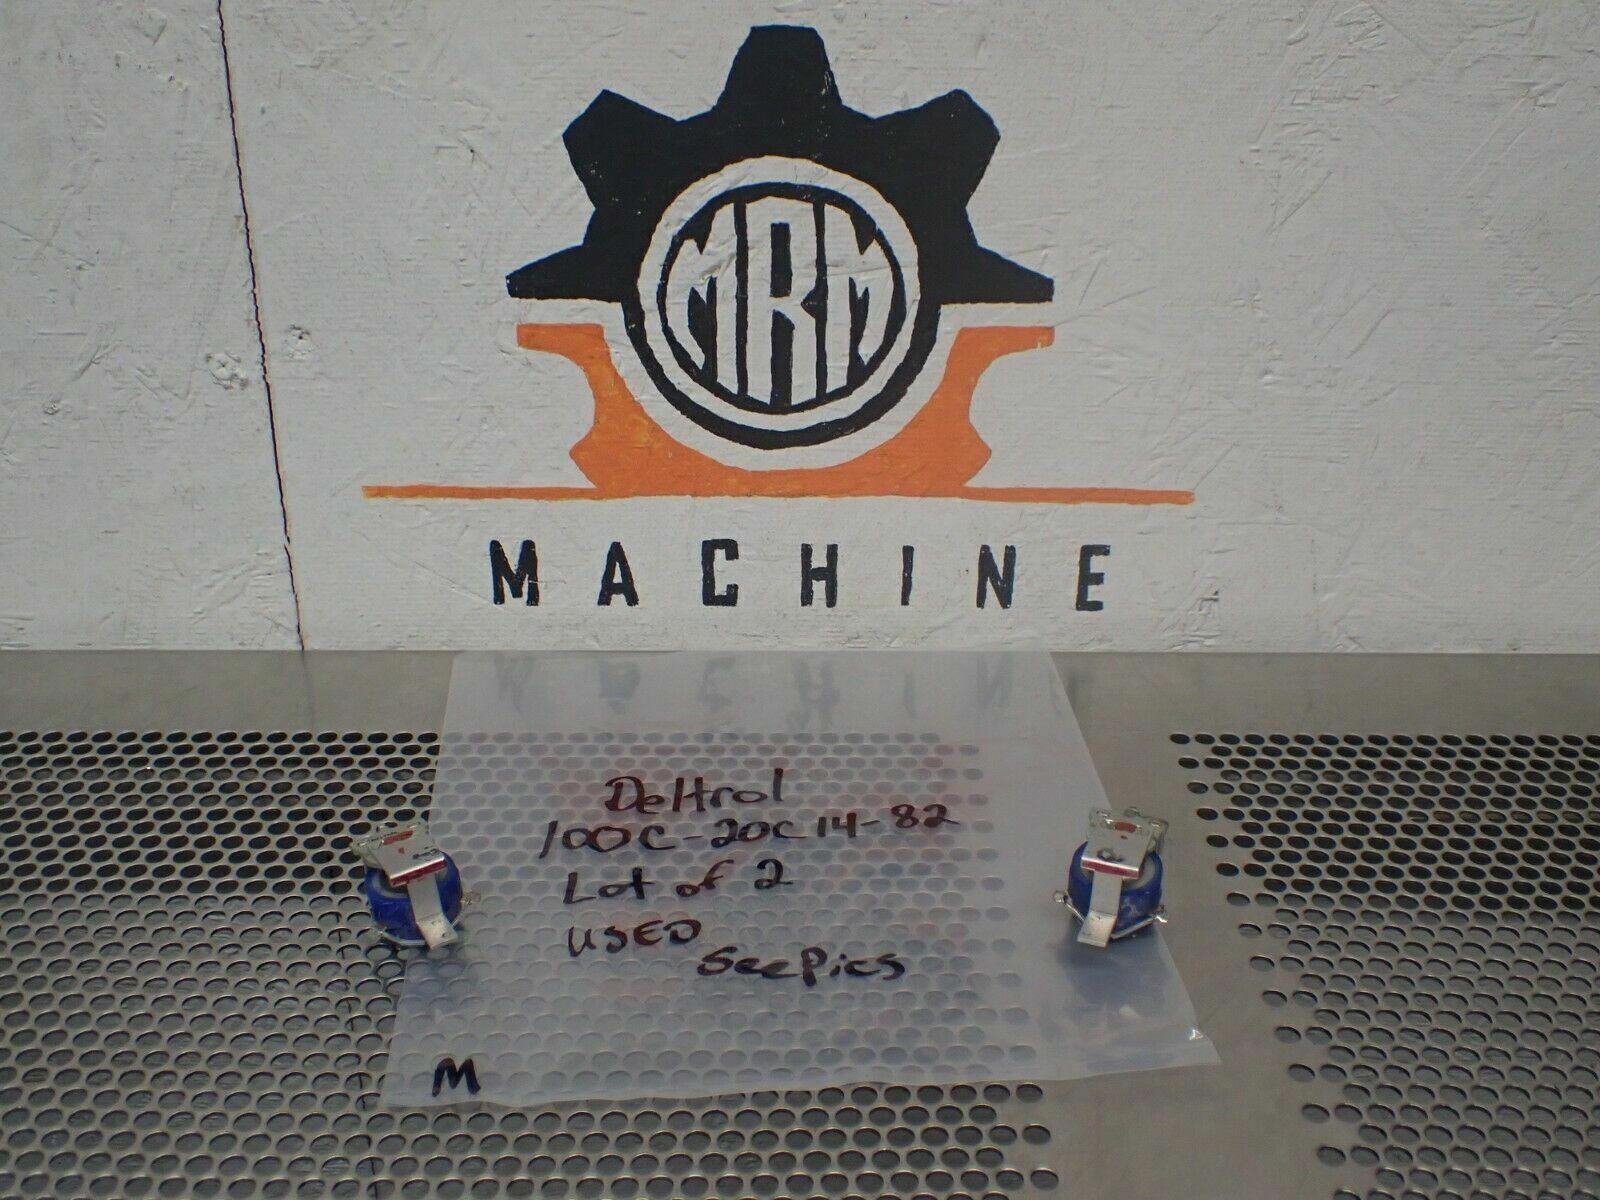 MRM
MACHINE
Deltrol
100C-20C14-82
Lot of 2
USED
See Pics
M